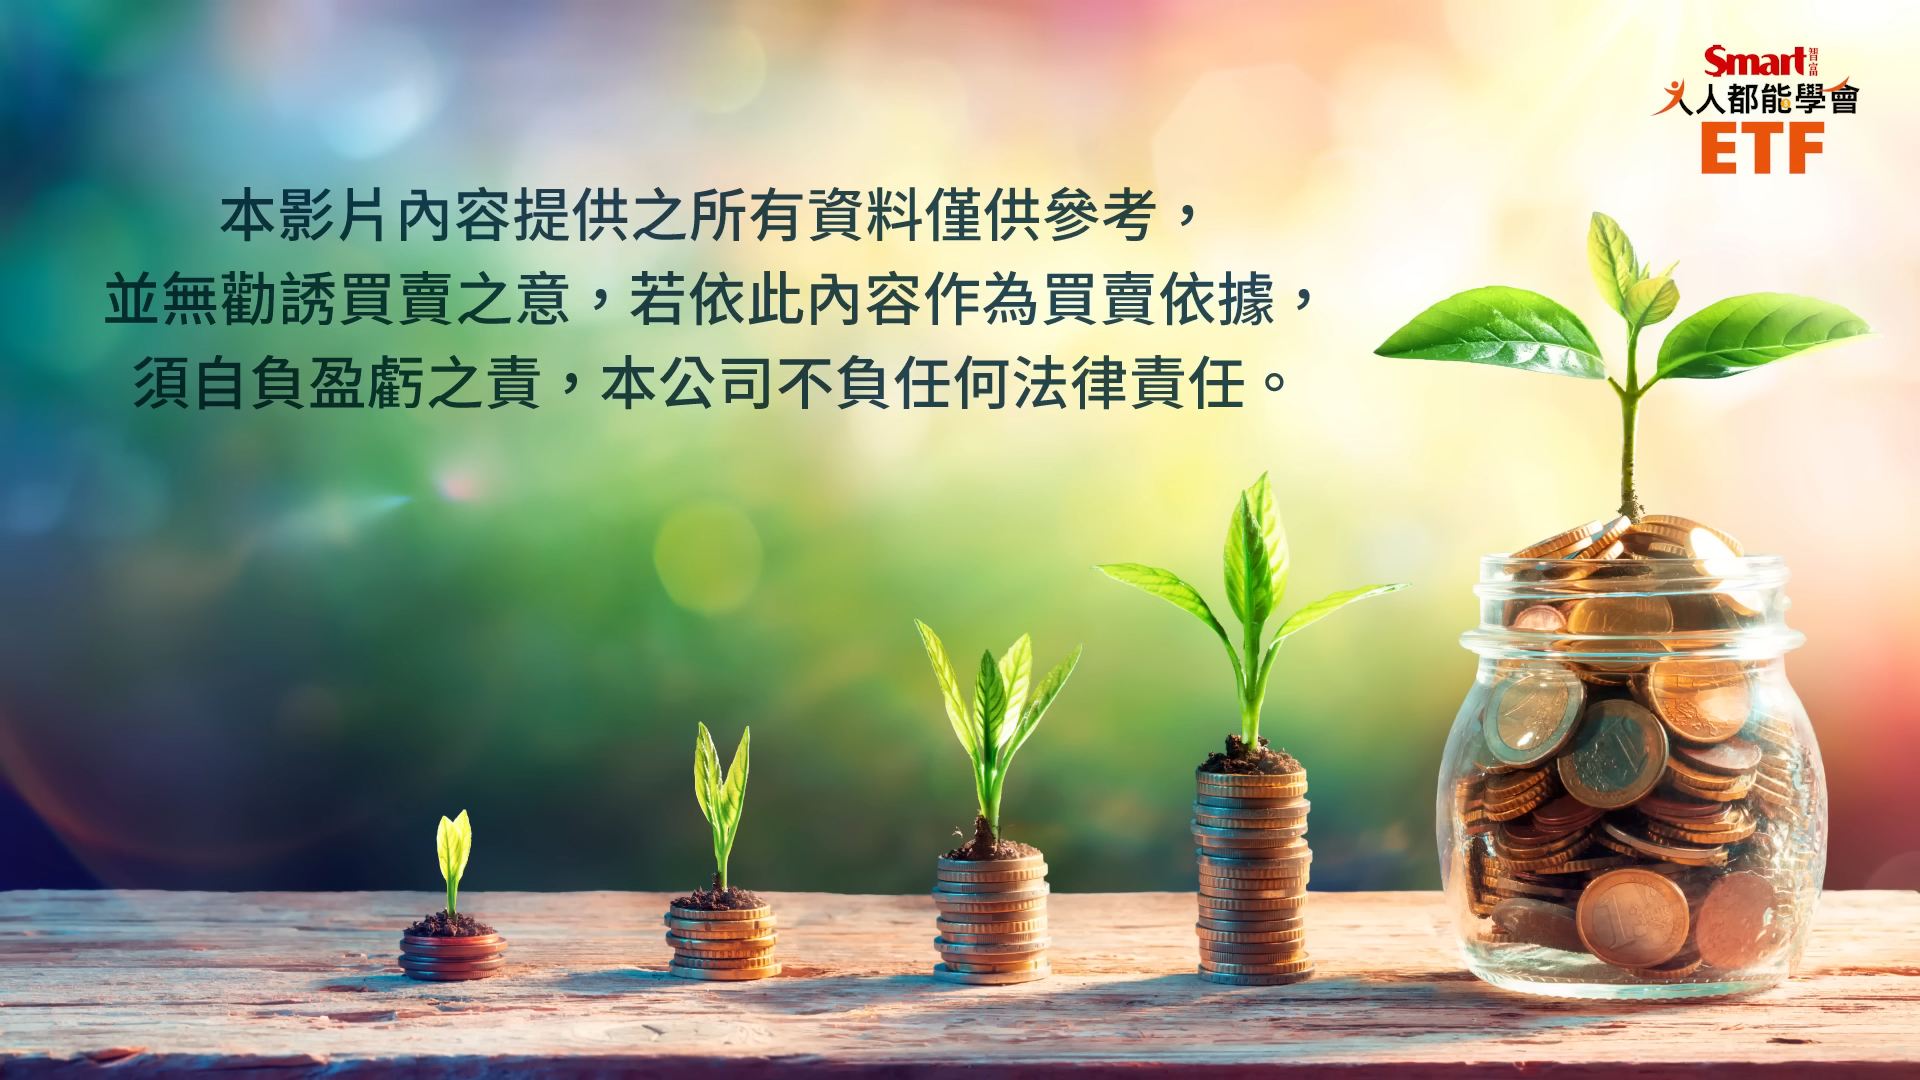 Smart智富
人人都能學會
ETF
本影片內容提供之所有資料僅供參考，
並無勸誘買賣之意，若依此內容作為買賣依據，
須自負盈虧之責，本公司不負任何法律責任。